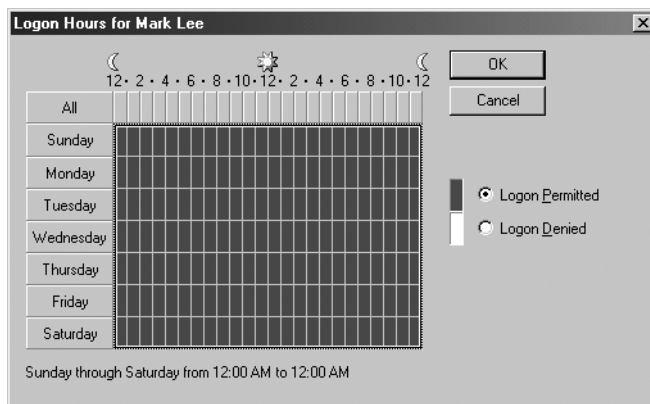 Logon Hours for Mark Lee
12 · 2 · 4 · 6 · 8 · 10 · 12 · 2 · 4 · 6 · 8 · 10 · 12
OK
Cancel
All
Sunday
Monday
Tuesday
Wednesday
Thursday
Friday
Saturday
Logon Permitted
Logon Denied
Sunday through Saturday from 12:00 AM to 12:00 AM